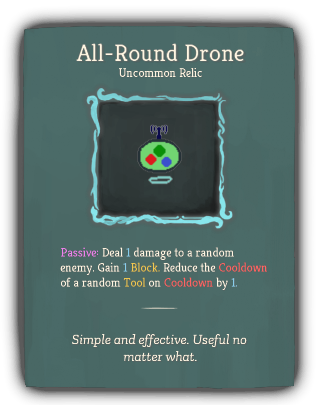 All-Round Drone
Uncommon Relic
Passive: Deal 1 damage to a random
enemy. Gain 1 Block. Reduce the Cooldown
of a random Tool on Cooldown by 1.
Simple and effective. Useful no
matter what.